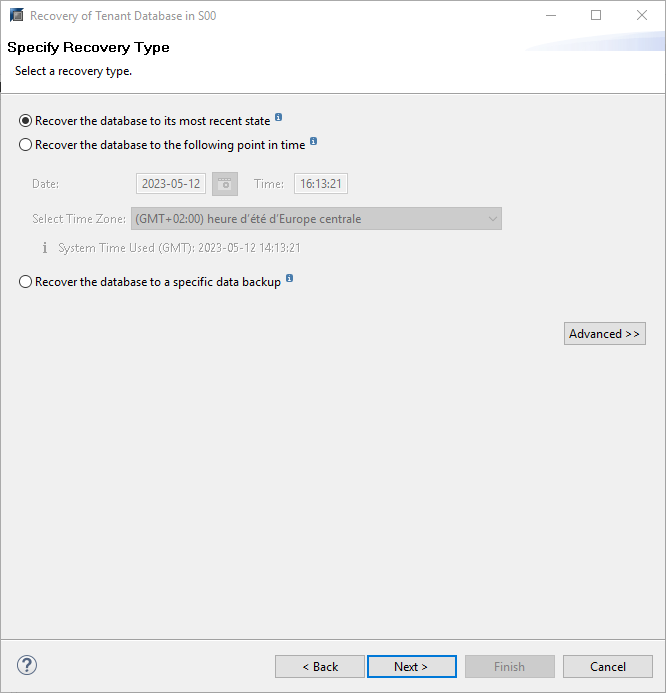 Recovery of Tenant Database in S00
Specify Recovery Type
Select a recovery type.
Recover the database to its most recent state
Recover the database to the following point in time
Date: 2023-05-12 Time: 16:13:21
Select Time Zone: (GMT+02:00) heure d'été d'Europe centrale
System Time Used (GMT): 2023-05-12 14:13:21
Recover the database to a specific data backup
Advanced >>
< Back Next > Finish Cancel